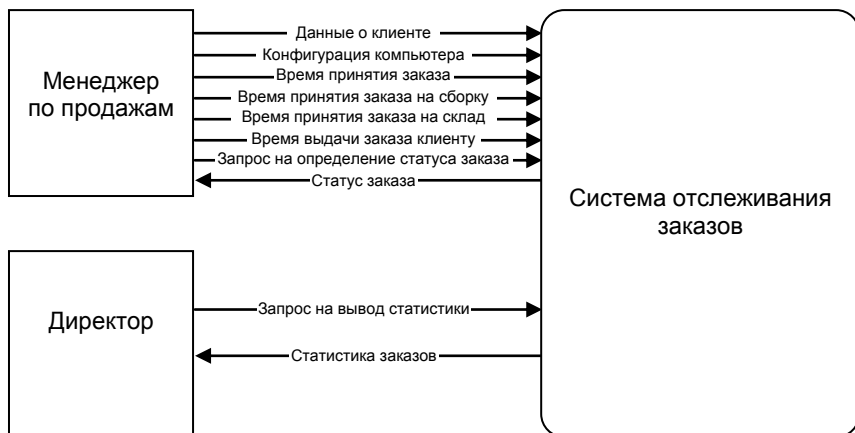 Менеджер
по продажам
Данные о клиенте
Конфигурация компьютера
Время принятия заказа
Время принятия заказа на сборку
Время принятия заказа на склад
Время выдачи заказа клиенту
Запрос на определение статуса заказа
Статус заказа
Система отслеживания
заказов
Директор
Запрос на вывод статистики
Статистика заказов